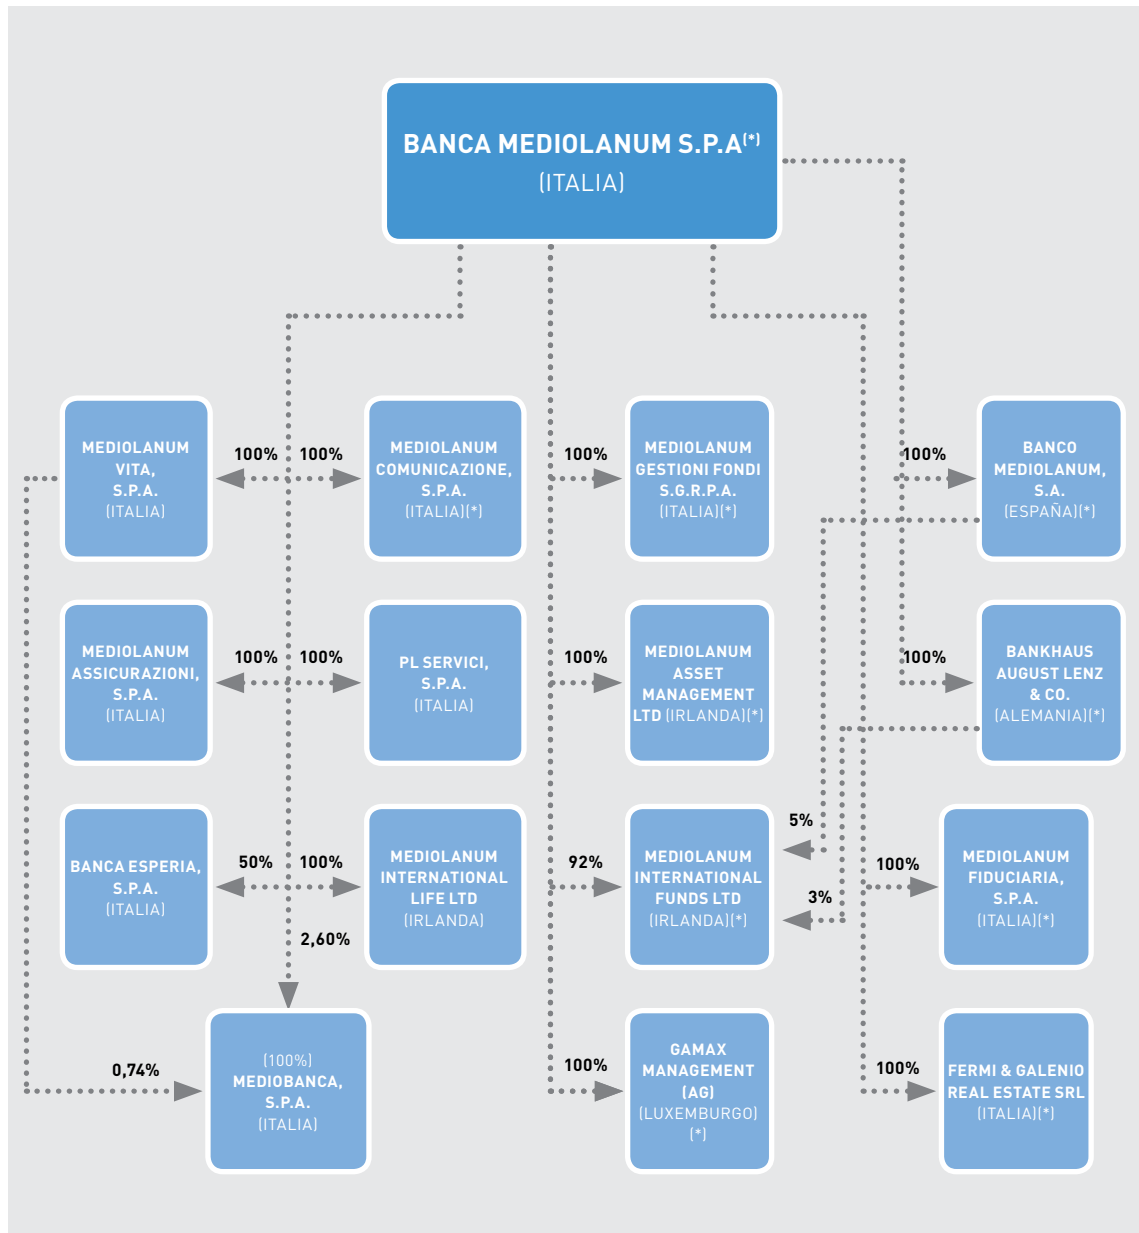 BANCA MEDIOLANUM S.P.A(*)
(ITALIA)
MEDIOLANUM
VITA,
S.P.A.
(ITALIA)
100%
100%
MEDIOLANUM
COMUNICAZIONE,
S.P.A.
(ITALIA)(*)
100%
MEDIOLANUM
GESTIONI FONDI
S.G.R.P.A.
(ITALIA)(*)
100%
BANCO
MEDIOLANUM,
S.A.
(ESPAÑA)(*)
MEDIOLANUM
ASSICURAZIONI,
S.P.A.
(ITALIA)
100%
100%
PL SERVICI,
S.P.A.
(ITALIA)
100%
MEDIOLANUM
ASSET
MANAGEMENT
LTD (IRLANDA)(*)
100%
BANKHAUS
AUGUST LENZ
& CO.
(ALEMANIA)(*)
BANCA ESPERIA,
S.P.A.
(ITALIA)
50%
100%
MEDIOLANUM
INTERNATIONAL
LIFE LTD
(IRLANDA)
92%
MEDIOLANUM
INTERNATIONAL
FUNDS LTD
(IRLANDA)(*)
5%
3%
100%
MEDIOLANUM
FIDUCIARIA,
S.P.A.
(ITALIA)(*)
2,60%
0,74%
(100%)
MEDIOBANCA,
S.P.A.
(ITALIA)
100%
GAMAX
MANAGEMENT
(AG)
(LUXEMBURGO)
(*)
100%
FERMI & GALENIO
REAL ESTATE SRL
(ITALIA)(*)